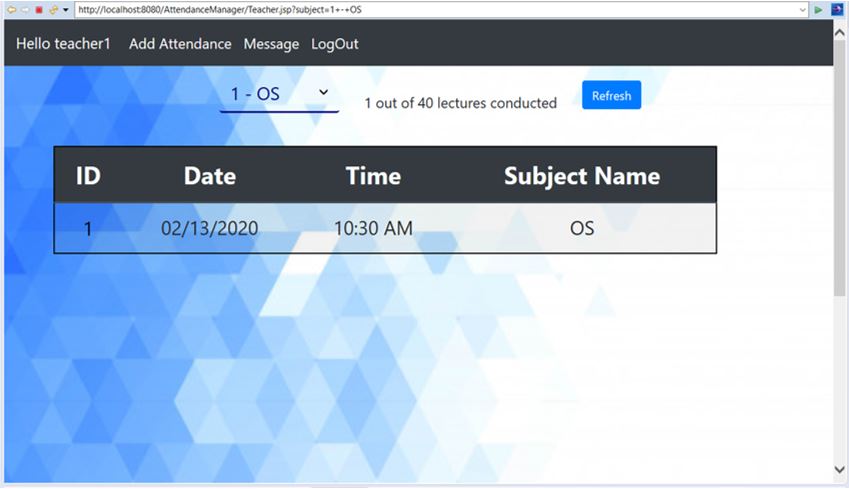 http://localhost:8080/AttendanceManager/Teacher.jsp?subject=1+-+OS
Hello teacher1 Add Attendance Message LogOut
1 - OS 1 out of 40 lectures conducted Refresh
ID Date Time Subject Name
1 02/13/2020 10:30 AM OS